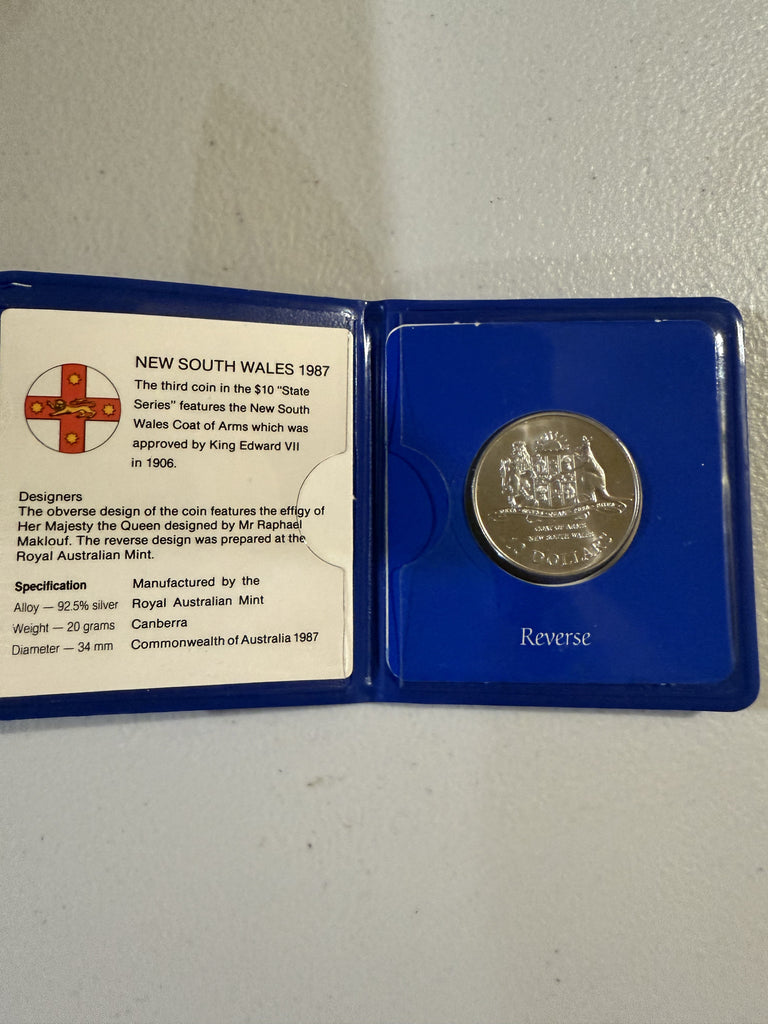 NEW SOUTH WALES 1987
The third coin in the $10 "State
Series" features the New South
Wales Coat of Arms which was
approved by King Edward VII
in 1906.
Designers
The obverse design of the coin features the effigy of
Her Majesty the Queen designed by Mr Raphael
Maklouf. The reverse design was prepared at the
Royal Australian Mint.
Specification
Alloy — 92.5% silver
Weight — 20 grams
Diameter — 34 mm
Manufactured by the
Royal Australian Mint
Canberra
Commonwealth of Australia 1987
COAT OF ARMS
NEW SOUTH WALES
DOLLARS
Reverse